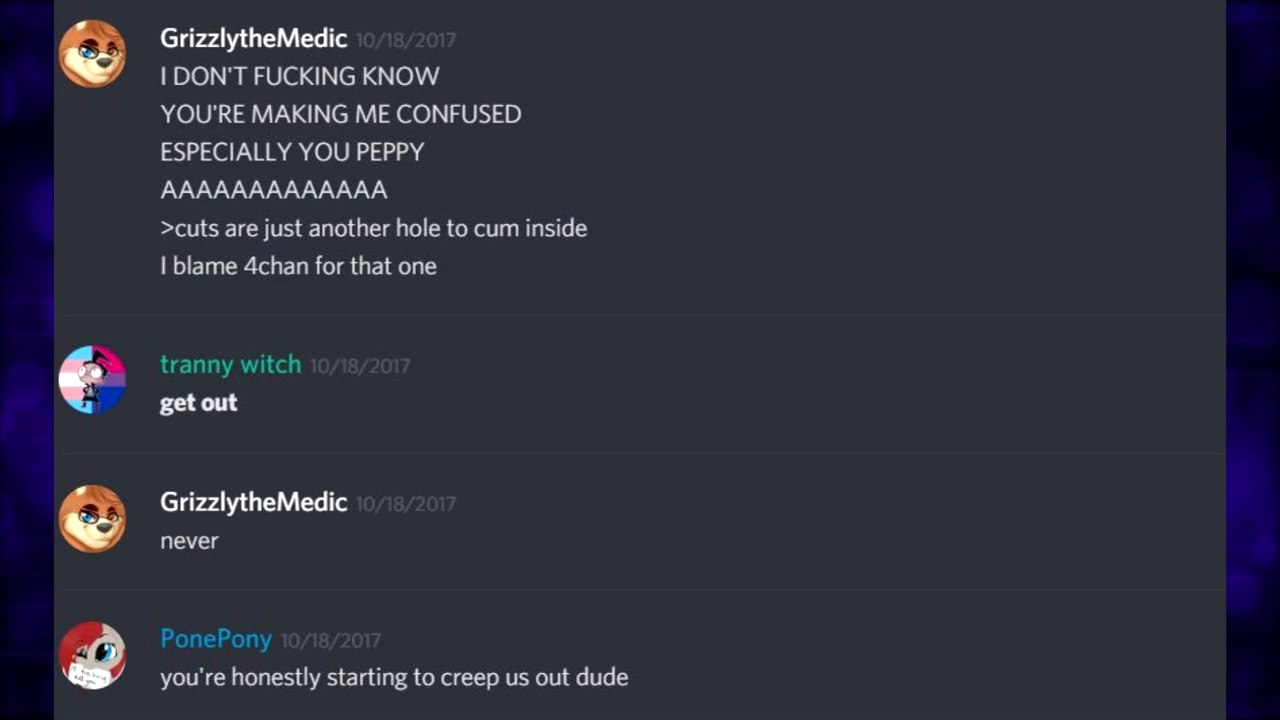 GrizzlytheMedic 10/18/2017
I DON'T FUCKING KNOW
YOU'RE MAKING ME CONFUSED
ESPECIALLY YOU PEPPY
AAAAAAAAAAAAA
>cuts are just another hole to cum inside
I blame 4chan for that one
tranny witch 10/18/2017
get out
GrizzlytheMedic 10/18/2017
never
PonePony 10/18/2017
you're honestly starting to creep us out dude